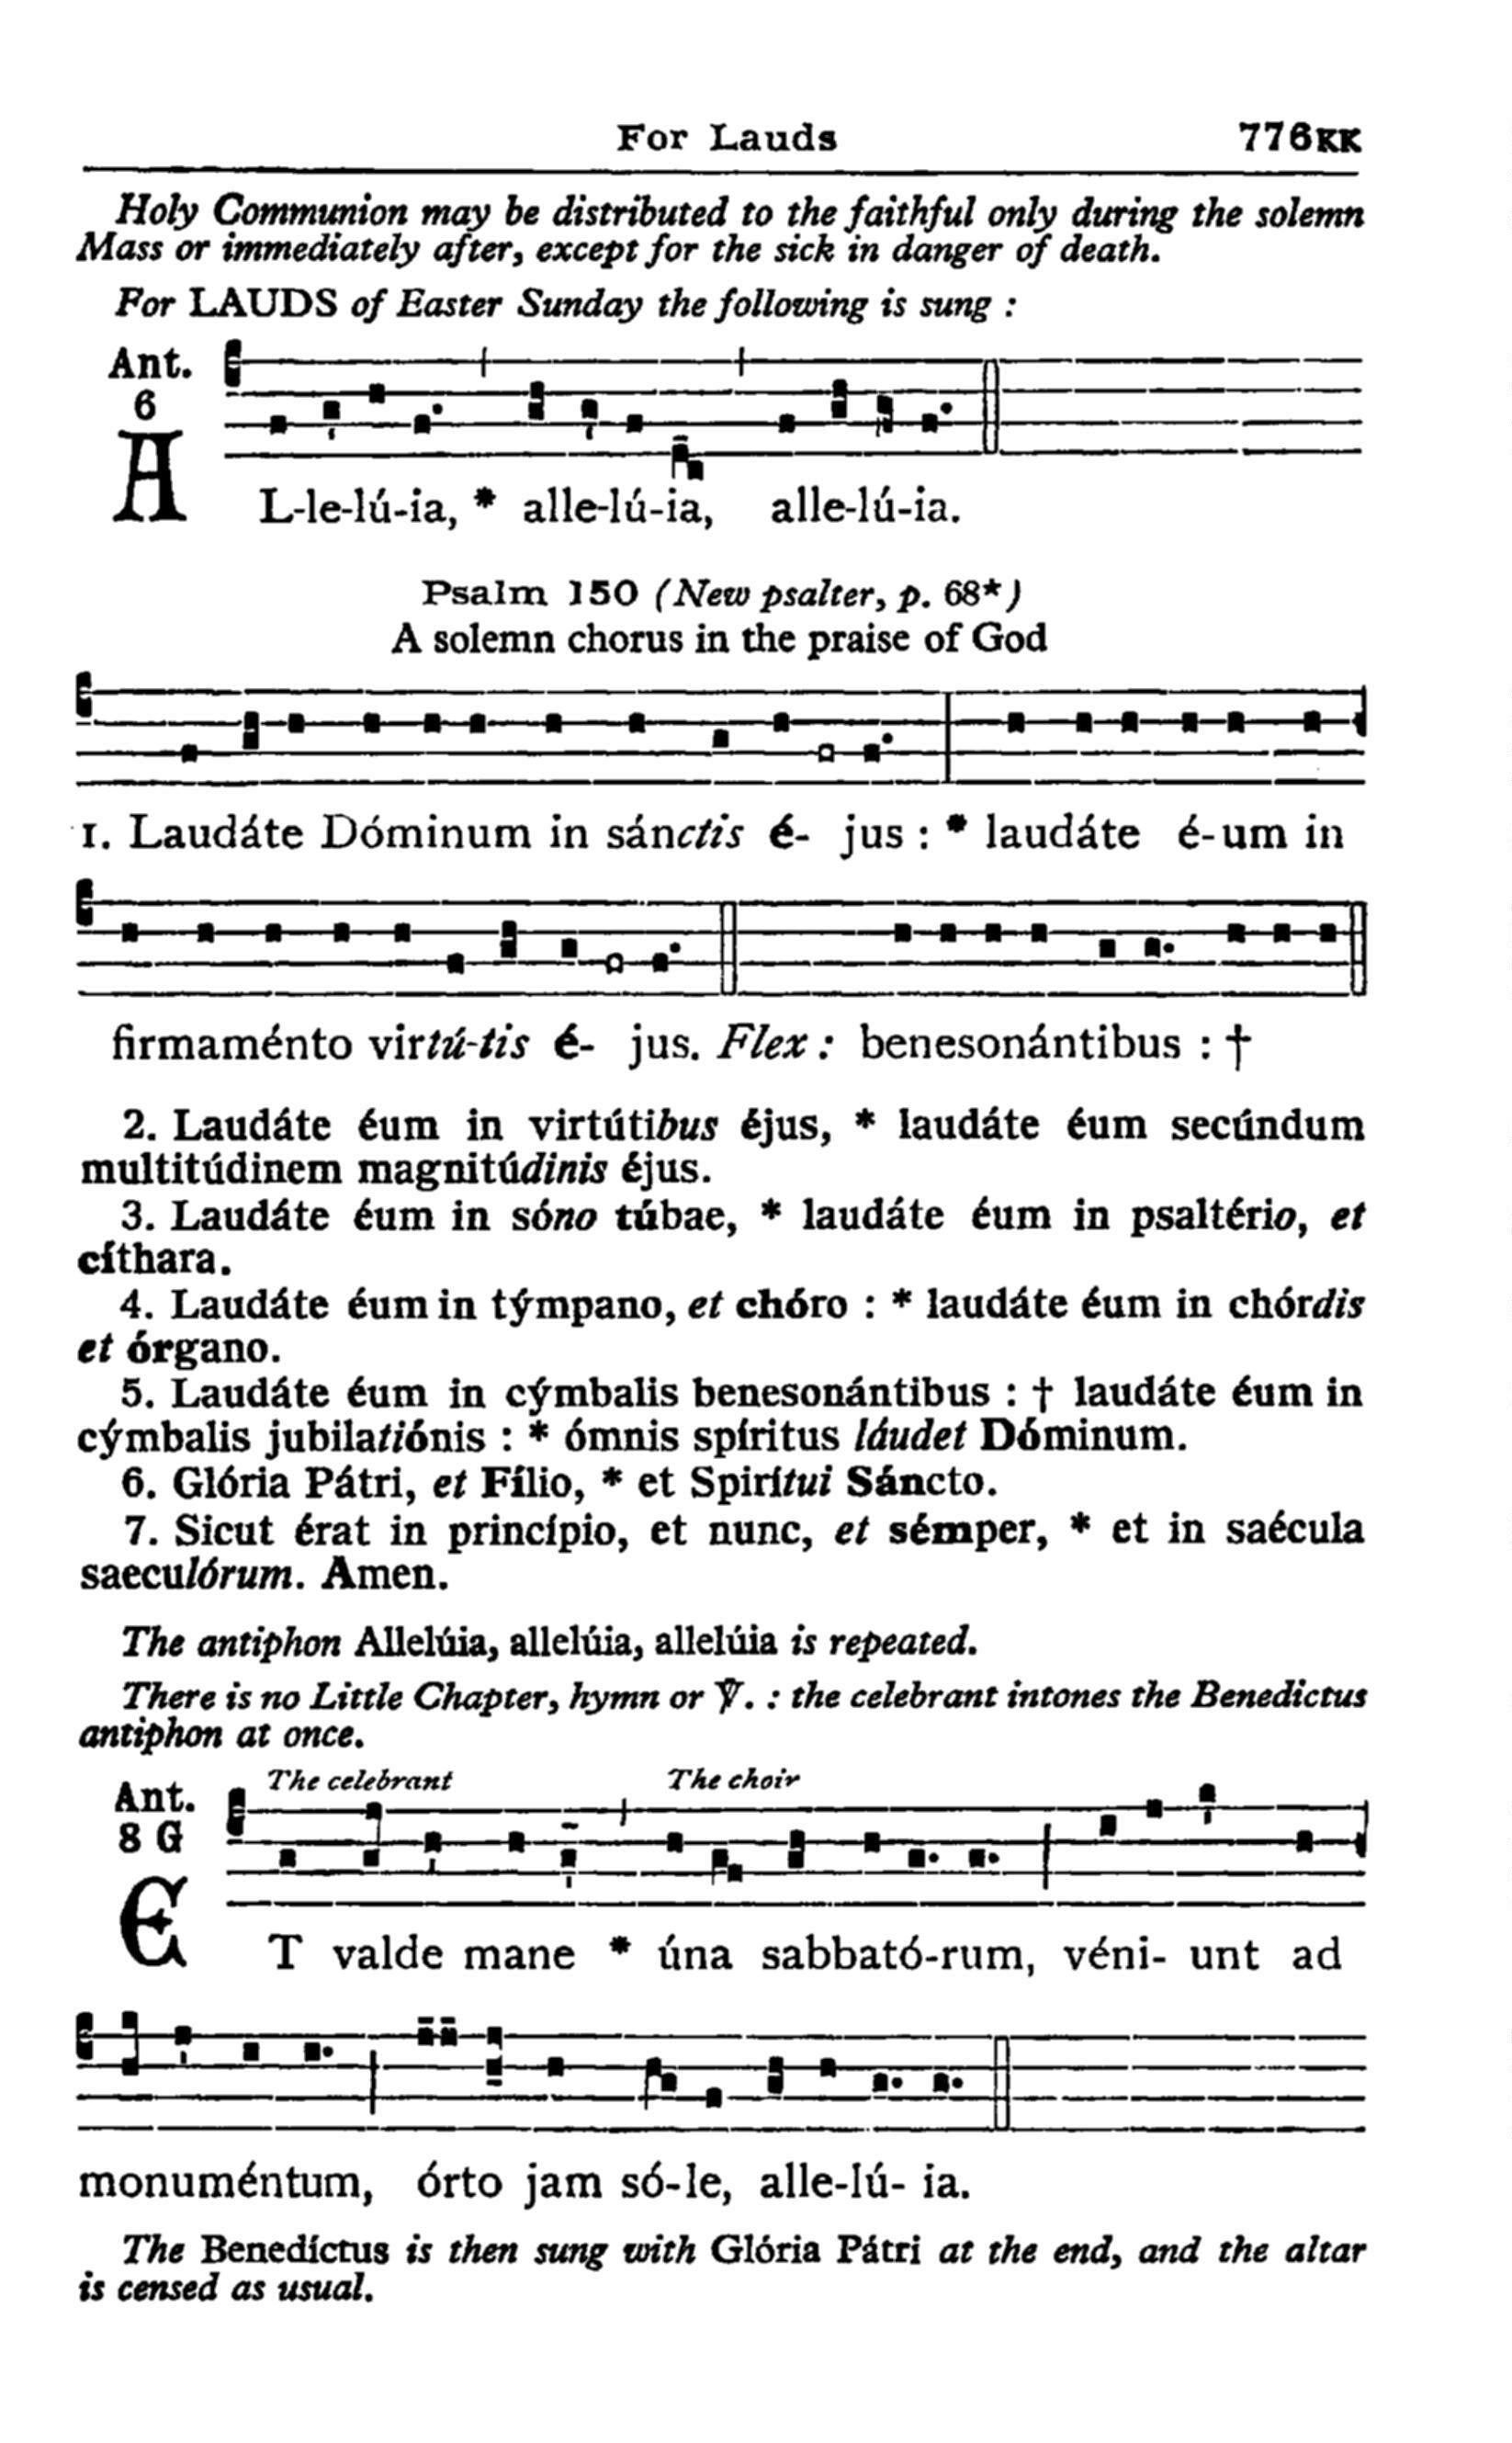 For Lauds 776KK
Holy Communion may be distributed to the faithful only during the solemn
Mass or immediately after, except for the sick in danger of death.
For LAUDS of Easter Sunday the following is sung :
Ant.
6
AL-le-lú-ia, * alle-lú-ia, alle-lú-ia.
Psalm 150 (New psalter, p. 68*)
A solemn chorus in the praise of God
1. Laudáte Dóminum in sánctis é- jus : * laudáte é-um in
firmaménto virtú-tis é- jus. Flex : benesonántibus : †
2. Laudáte éum in virtútibus éjus, * laudáte éum secúndum
multitúdinem magnitúdinis éjus.
3. Laudáte éum in sóno túbae, * laudáte éum in psaltério, et
cíthara.
4. Laudáte éum in týmpano, et chóro : * laudáte éum in chórdis
et órgano.
5. Laudáte éum in cýmbalis benesonántibus : † laudáte éum in
cýmbalis jubilatiónis : * ómnis spíritus láudet Dóminum.
6. Glória Pátri, et Fílio, * et Spirítui Sáncto.
7. Sicut érat in princípio, et nunc, et sémper, * et in saécula
saeculórum. Amen.
The antiphon Allelúia, allelúia, allelúia is repeated.
There is no Little Chapter, hymn or ℣. : the celebrant intones the Benedictus
antiphon at once.
Ant. The celebrant The choir
8 G
ET valde mane * úna sabbató-rum, véni- unt ad
monuméntum, órto jam só-le, alle-lú- ia.
The Benedíctus is then sung with Glória Pátri at the end, and the altar
is censed as usual.